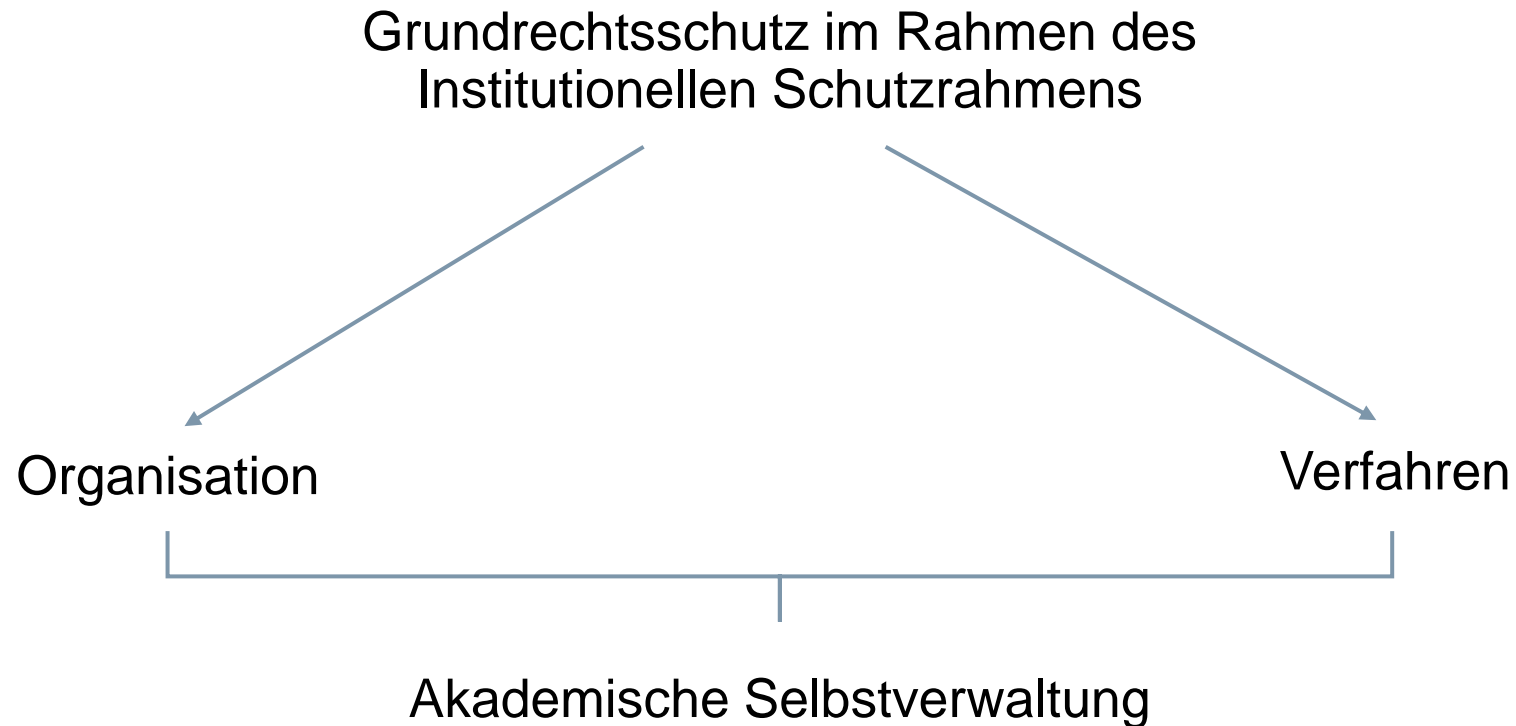 Grundrechtsschutz im Rahmen des
Institutionellen Schutzrahmens
Organisation
Verfahren
Akademische Selbstverwaltung